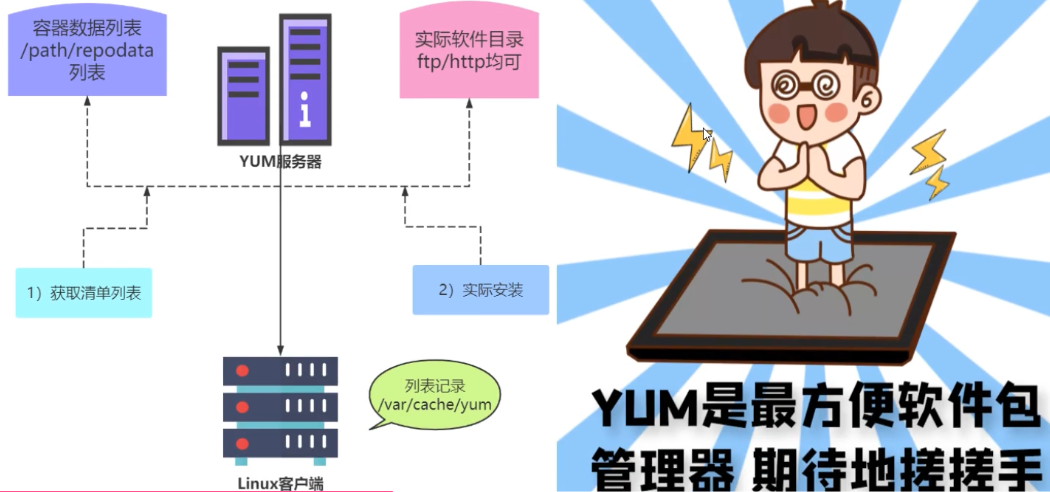 容器数据列表
/path/repodata
列表
实际软件目录
ftp/http均可
YUM服务器
1）获取清单列表
2）实际安装
列表记录
/var/cache/yum
Linux客户端
YUM是最方便软件包
管理器 期待地搓搓手